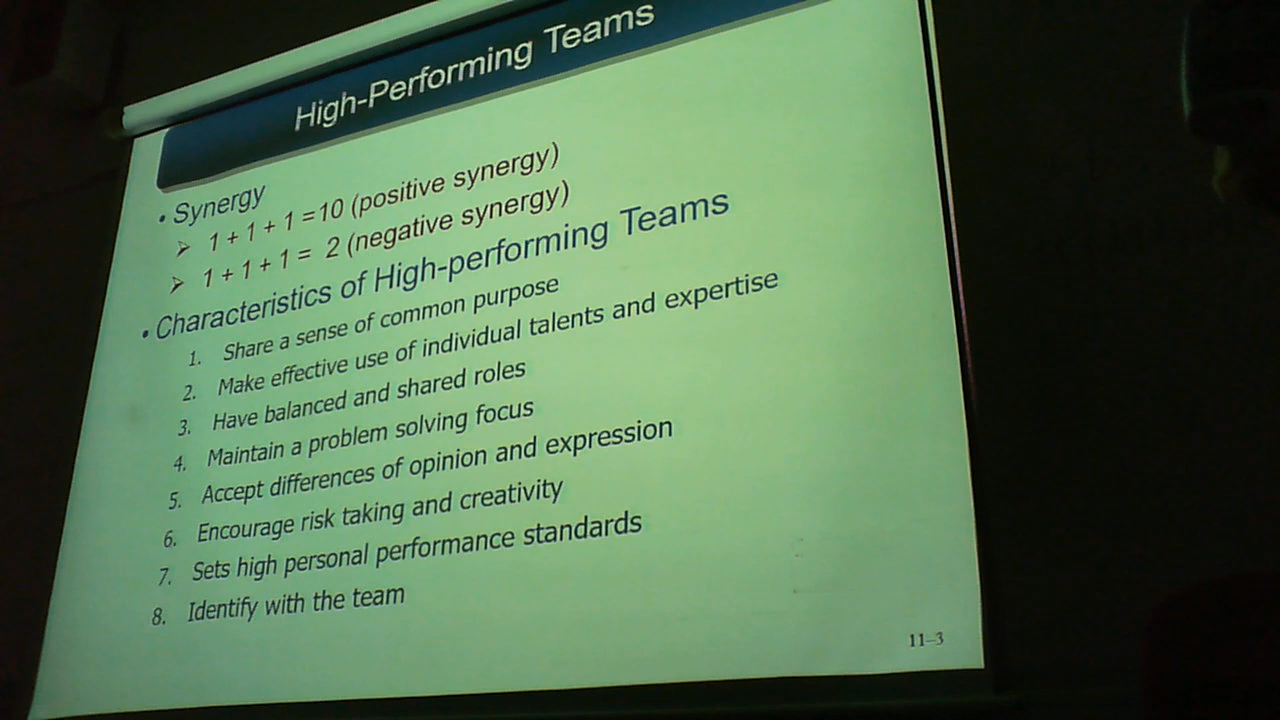 High-Performing Teams
• Synergy
➢ 1 + 1 + 1 =10 (positive synergy)
➢ 1 + 1 + 1 = 2 (negative synergy)
• Characteristics of High-performing Teams
1. Share a sense of common purpose
2. Make effective use of individual talents and expertise
3. Have balanced and shared roles
4. Maintain a problem solving focus
5. Accept differences of opinion and expression
6. Encourage risk taking and creativity
7. Sets high personal performance standards
8. Identify with the team
11–3